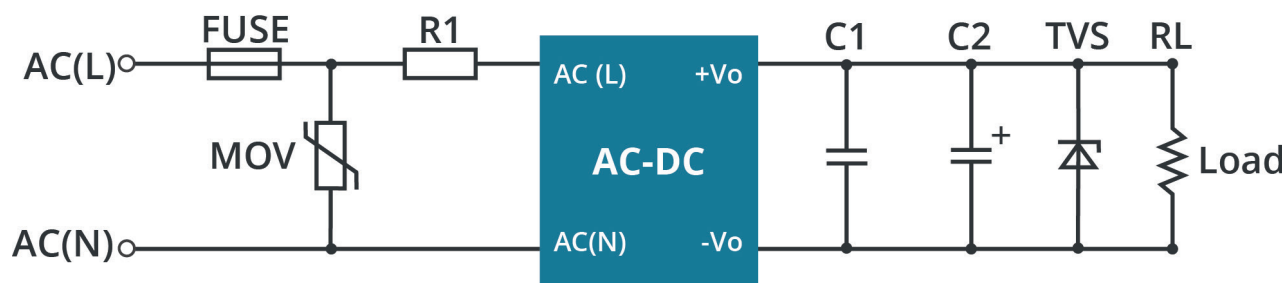 FUSE
R1
C1
C2
TVS
RL
AC(L)
AC (L)
+Vo
MOV
AC-DC
+
Load
AC(N)
AC(N)
-Vo